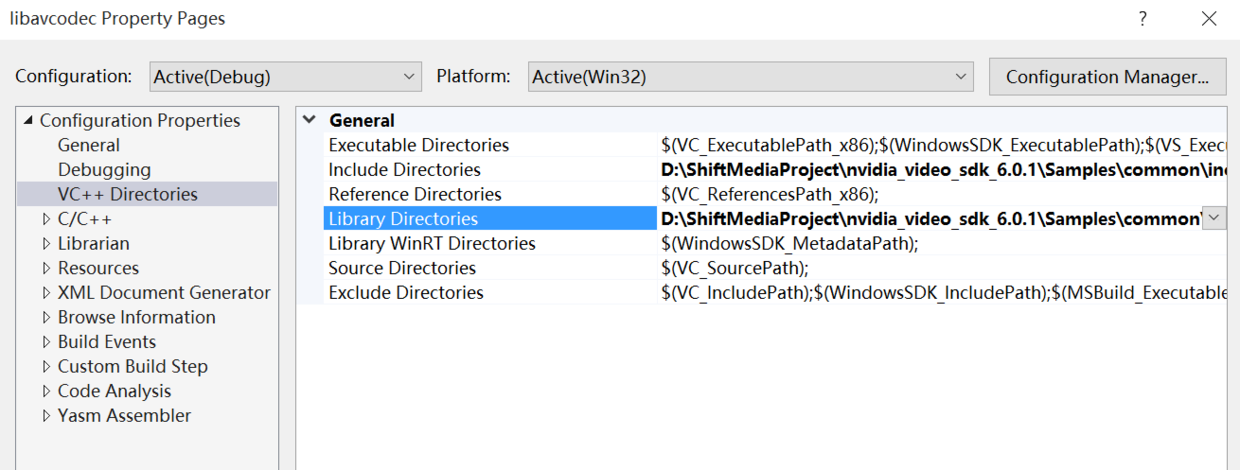 libavcodec Property Pages
Configuration: Active(Debug) Platform: Active(Win32) Configuration Manager...
Configuration Properties
General
Debugging
VC++ Directories
C/C++
Librarian
Resources
XML Document Generator
Browse Information
Build Events
Custom Build Step
Code Analysis
Yasm Assembler
General
Executable Directories $(VC_ExecutablePath_x86);$(WindowsSDK_ExecutablePath);$(VS_Exec
Include Directories D:\ShiftMediaProject\nvidia_video_sdk_6.0.1\Samples\common\inc
Reference Directories $(VC_ReferencesPath_x86);
Library Directories D:\ShiftMediaProject\nvidia_video_sdk_6.0.1\Samples\common\
Library WinRT Directories $(WindowsSDK_MetadataPath);
Source Directories $(VC_SourcePath);
Exclude Directories $(VC_IncludePath);$(WindowsSDK_IncludePath);$(MSBuild_Executable